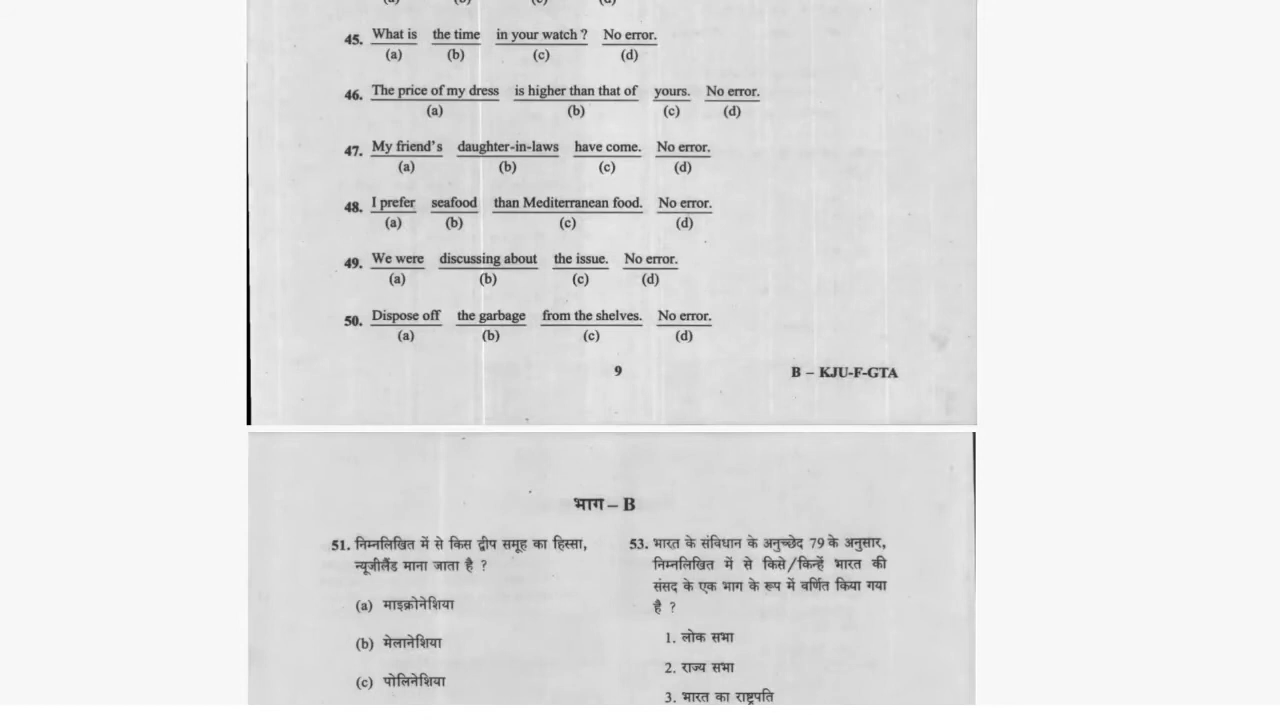 (a) (b) (c) (d)
45. What is the time in your watch ? No error.
(a) (b) (c) (d)
46. The price of my dress is higher than that of yours. No error.
(a) (b) (c) (d)
47. My friend's daughter-in-laws have come. No error.
(a) (b) (c) (d)
48. I prefer seafood than Mediterranean food. No error.
(a) (b) (c) (d)
49. We were discussing about the issue. No error.
(a) (b) (c) (d)
50. Dispose off the garbage from the shelves. No error.
(a) (b) (c) (d)
9 B – KJU-F-GTA
भाग – B
51. निम्नलिखित में से किस द्वीप समूह का हिस्सा,
न्यूजीलैंड माना जाता है ?
(a) माइक्रोनेशिया
(b) मेलानेशिया
(c) पोलिनेशिया
53. भारत के संविधान के अनुच्छेद 79 के अनुसार,
निम्नलिखित में से किसे/किन्हें भारत की
संसद के एक भाग के रूप में वर्णित किया गया
है ?
1. लोक सभा
2. राज्य सभा
3. भारत का राष्ट्रपति